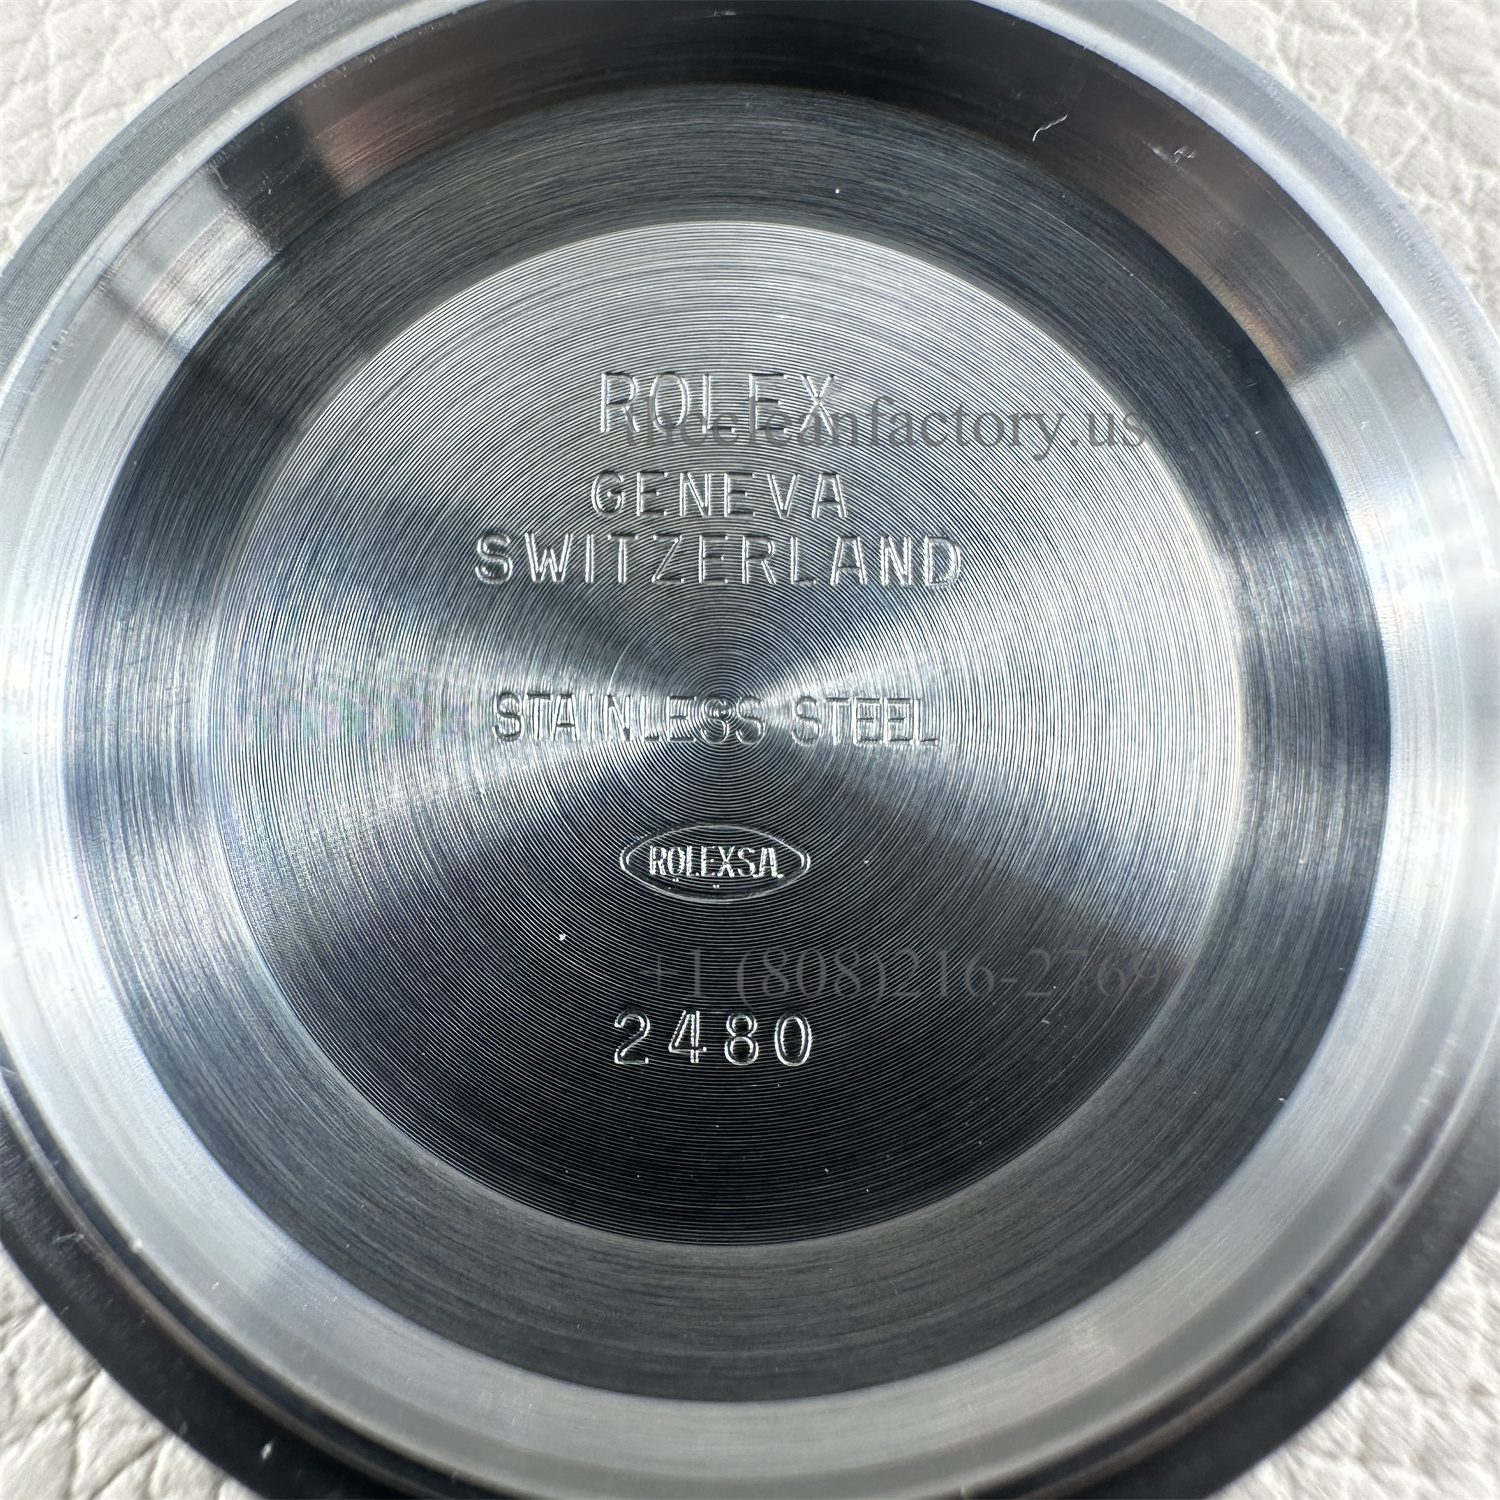 ROLEX
thecleanfactory.us
GENEVA
SWITZERLAND
STAINLESS STEEL
ROLEXSA
+1 (808)216-2769
2480